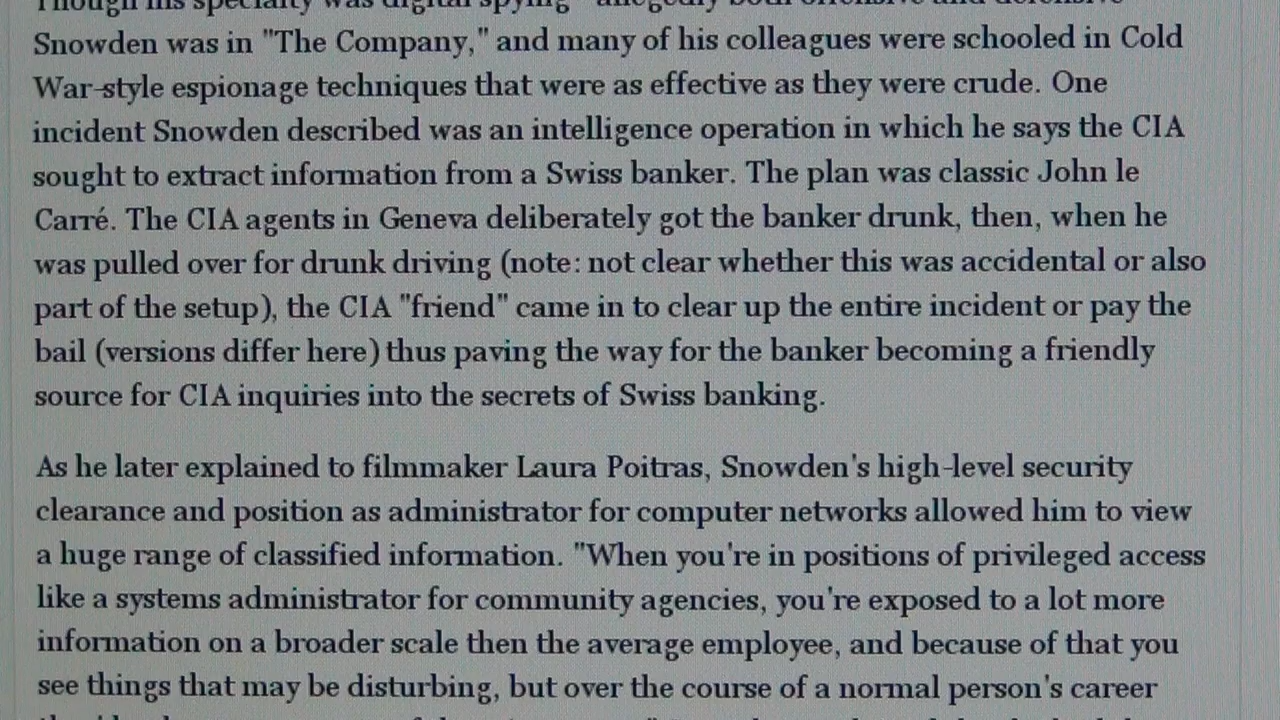 Though his specialty was digital spying
Snowden was in "The Company," and many of his colleagues were schooled in Cold
War-style espionage techniques that were as effective as they were crude. One
incident Snowden described was an intelligence operation in which he says the CIA
sought to extract information from a Swiss banker. The plan was classic John le
Carré. The CIA agents in Geneva deliberately got the banker drunk, then, when he
was pulled over for drunk driving (note: not clear whether this was accidental or also
part of the setup), the CIA "friend" came in to clear up the entire incident or pay the
bail (versions differ here) thus paving the way for the banker becoming a friendly
source for CIA inquiries into the secrets of Swiss banking.
As he later explained to filmmaker Laura Poitras, Snowden's high-level security
clearance and position as administrator for computer networks allowed him to view
a huge range of classified information. "When you're in positions of privileged access
like a systems administrator for community agencies, you're exposed to a lot more
information on a broader scale then the average employee, and because of that you
see things that may be disturbing, but over the course of a normal person's career